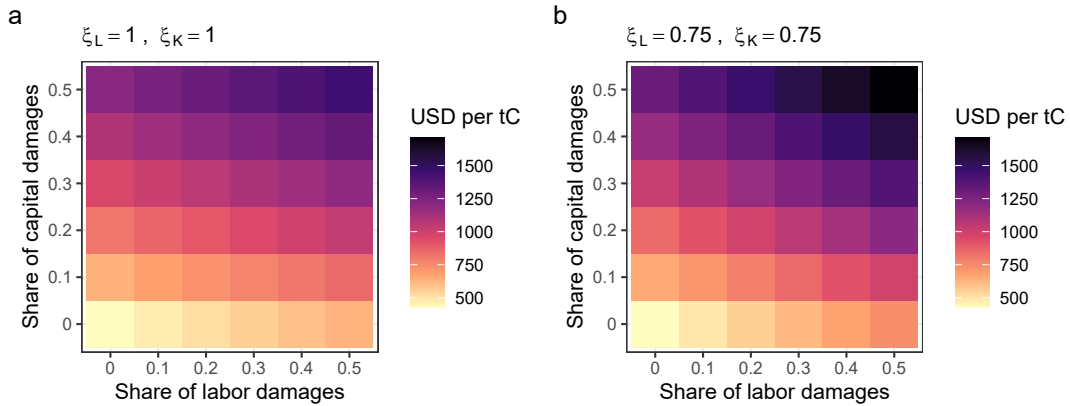 a
ξL = 1 , ξK = 1
Share of capital damages
0.5
0.4
0.3
0.2
0.1
0
0 0.1 0.2 0.3 0.4 0.5
Share of labor damages
USD per tC
1500
1250
1000
750
500
b
ξL = 0.75 , ξK = 0.75
Share of capital damages
0.5
0.4
0.3
0.2
0.1
0
0 0.1 0.2 0.3 0.4 0.5
Share of labor damages
USD per tC
1500
1250
1000
750
500